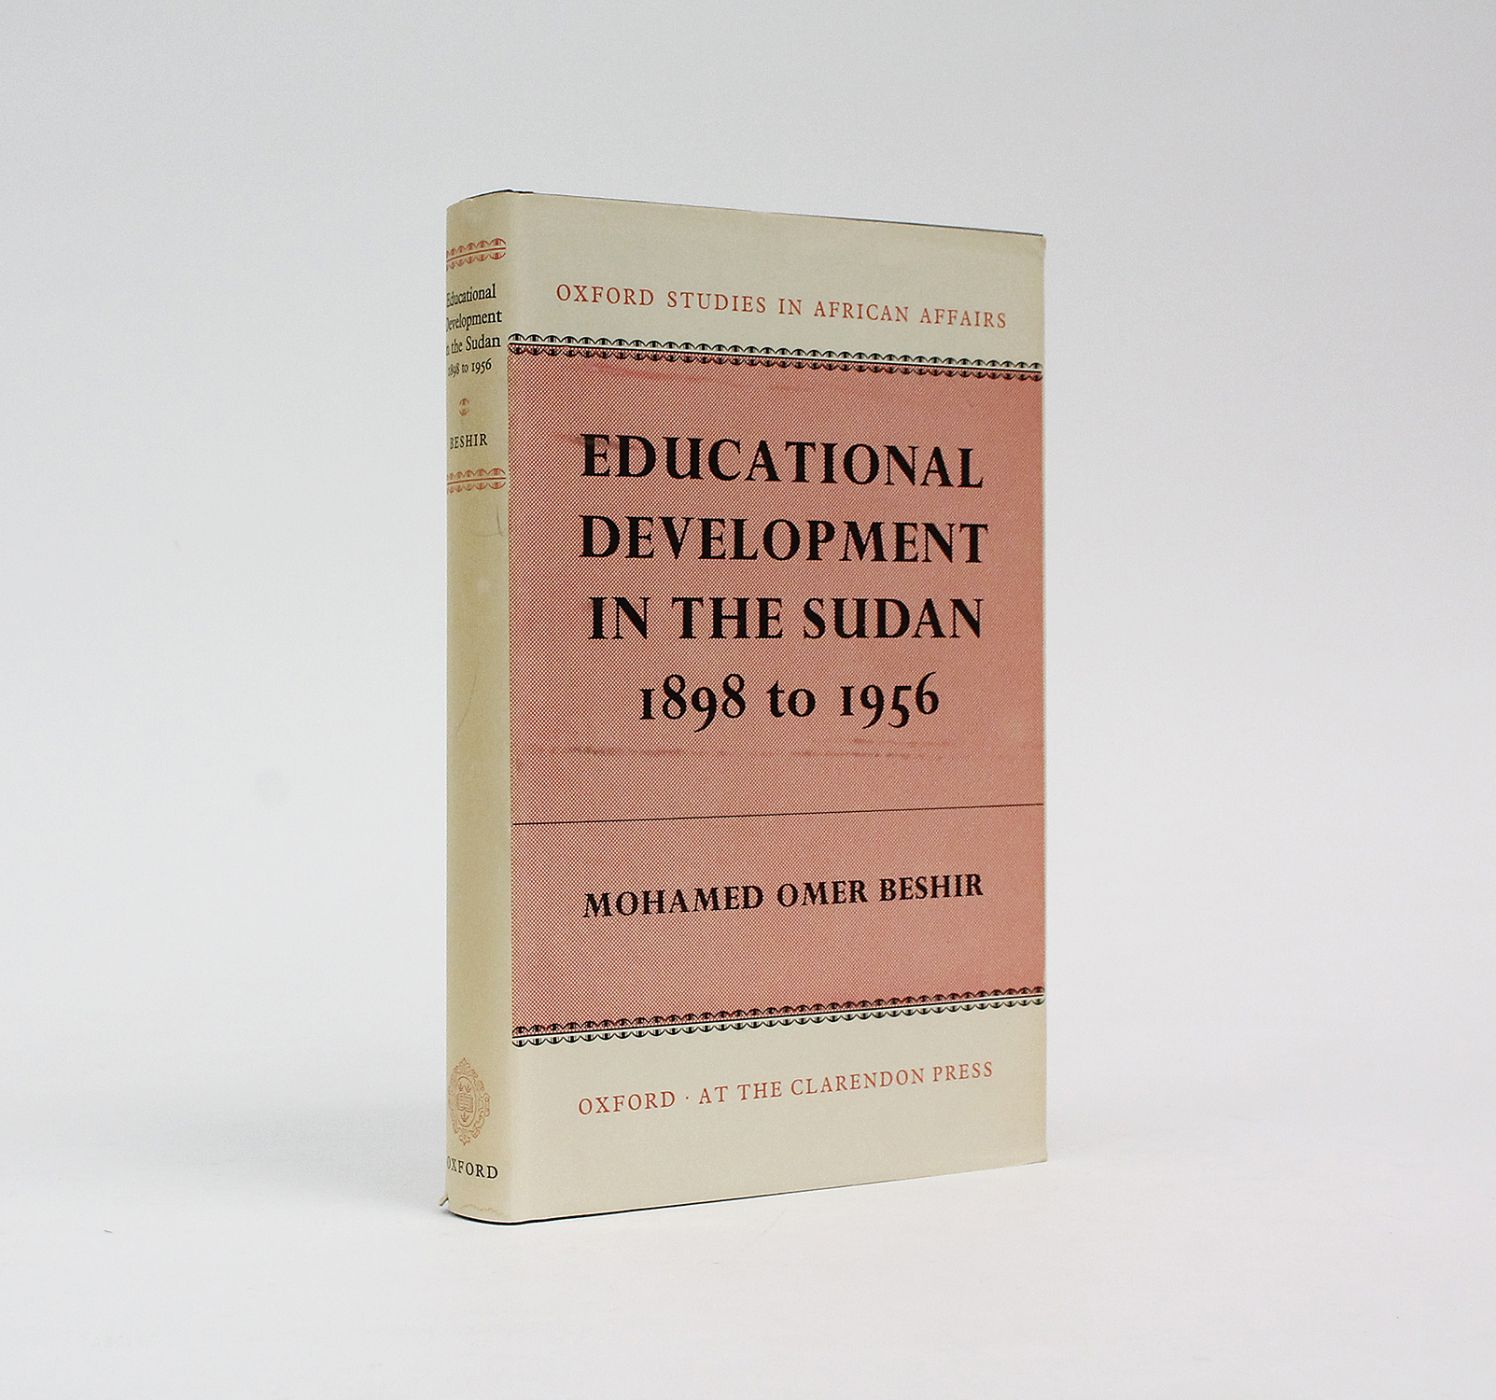 Educational
Development
in the Sudan
1898 to 1956
BESHIR
OXFORD
OXFORD STUDIES IN AFRICAN AFFAIRS
EDUCATIONAL
DEVELOPMENT
IN THE SUDAN
1898 to 1956
MOHAMED OMER BESHIR
OXFORD · AT THE CLARENDON PRESS